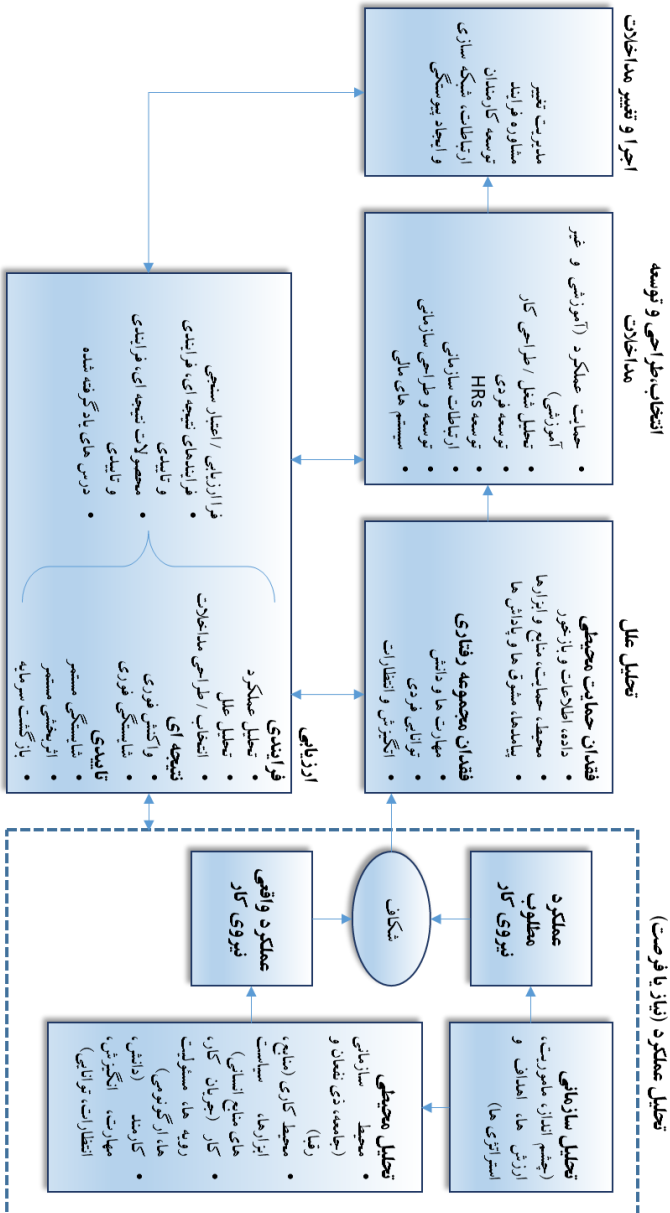 تحلیل عملکرد (نیاز یا فرصت)
تحلیل سازمانی
(چشم انداز، ماموریت،
ارزش ها، اهداف و
استراتژی ها)
تحلیل محیطی
• محیط سازمانی
(جامعه، ذی نفعان و
رقبا)
• محیط کاری (منابع،
ابزارها، سیاست
های منابع انسانی)
• کار (جریان کار،
رویه ها، مسئولیت
ها، ارگونومی)
• کارمند (دانش،
مهارت، انگیزش،
انتظارات، توانایی)
عملکرد
مطلوب
نیروی کار
شکاف
عملکرد واقعی
نیروی کار
تحلیل علل
فقدان حمایت محیطی
• داده، اطلاعات و بازخور
• محیط، حمایت، منابع و ابزارها
• پیامدها، مشوق ها و پاداش ها
فقدان مجموعه رفتاری
• مهارت ها و دانش
• توانایی فردی
• انگیزش و انتظارات
انتخاب،طراحی و توسعه
مداخلات
• حمایت عملکرد (آموزشی و غیر
آموزشی)
• تحلیل شغل / طراحی کار
• توسعه فردی
• توسعه HRs
• ارتباطات سازمانی
• توسعه و طراحی سازمانی
• سیستم های مالی
اجرا و تغییر مداخلات
مدیریت تغییر
مشاوره فرایند
توسعه کارمندان
ارتباطات، شبکه سازی
و ایجاد پیوستگی
ارزیابی
فرایندی
• تحلیل عملکرد
• تحلیل علل
• انتخاب / طراحی مداخلات
نتیجه ای
• واکنش فوری
• شایستگی فوری
تاییدی
• شایستگی مستمر
• اثربخشی مستمر
• بازگشت سرمایه
فرا ارزیابی / اعتبار سنجی
• فرایندهای نتیجه ای، فرایندی
و تاییدی
• محصولات نتیجه ای، فرایندی
و تاییدی
• درس های یاد گرفته شده